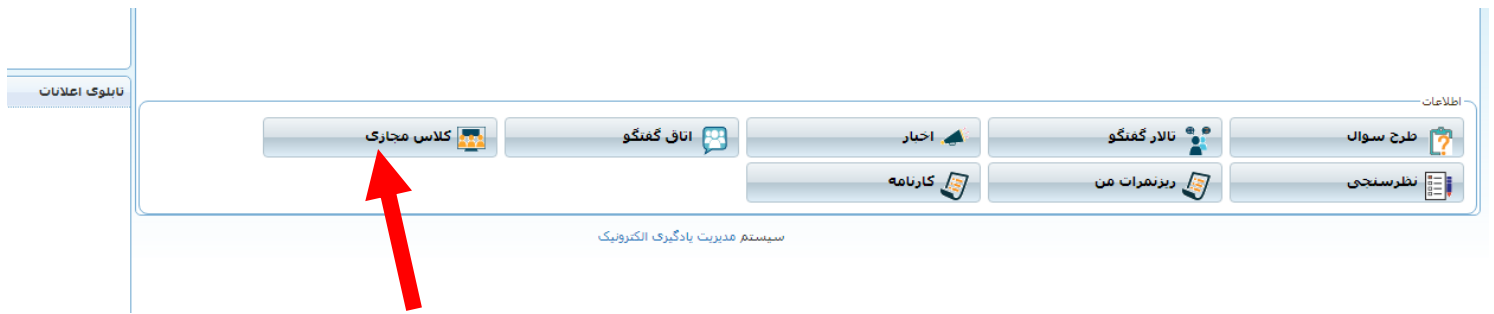 تابلوی اعلانات
اطلاعات
طرح سوال
تالار گفتگو
اخبار
اتاق گفتگو
کلاس مجازی
نظرسنجی
ریزنمرات من
کارنامه
سیستم مدیریت یادگیری الکترونیک